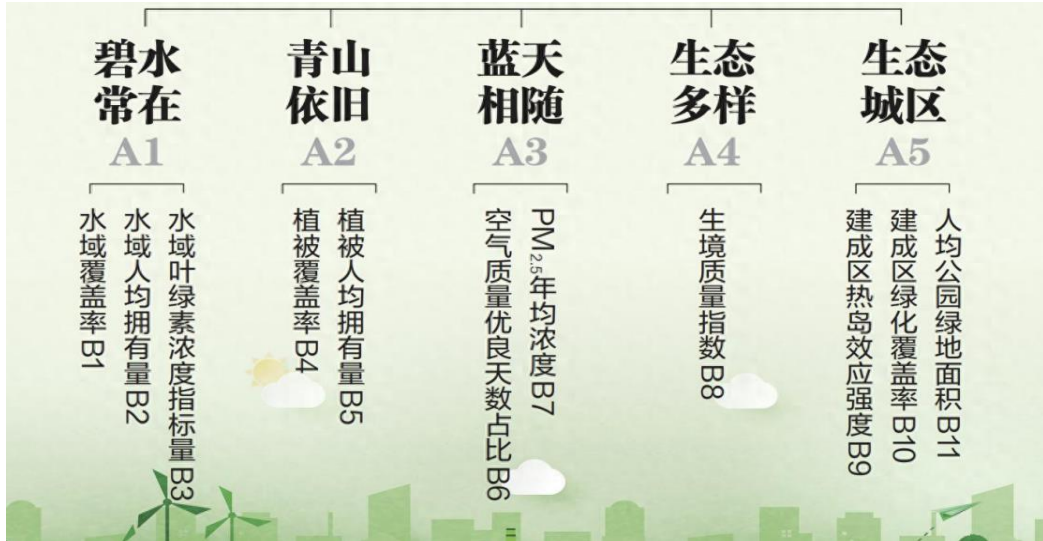 碧水
常在
A1
水域覆盖率B1
水域人均拥有量B2
水域叶绿素浓度指标量B3
青山
依旧
A2
植被覆盖率B4
植被人均拥有量B5
蓝天
相随
A3
空气质量优良天数占比B6
PM2.5年均浓度B7
生态
多样
A4
生境质量指数B8
生态
城区
A5
建成区热岛效应强度B9
建成区绿化覆盖率B10
人均公园绿地面积B11